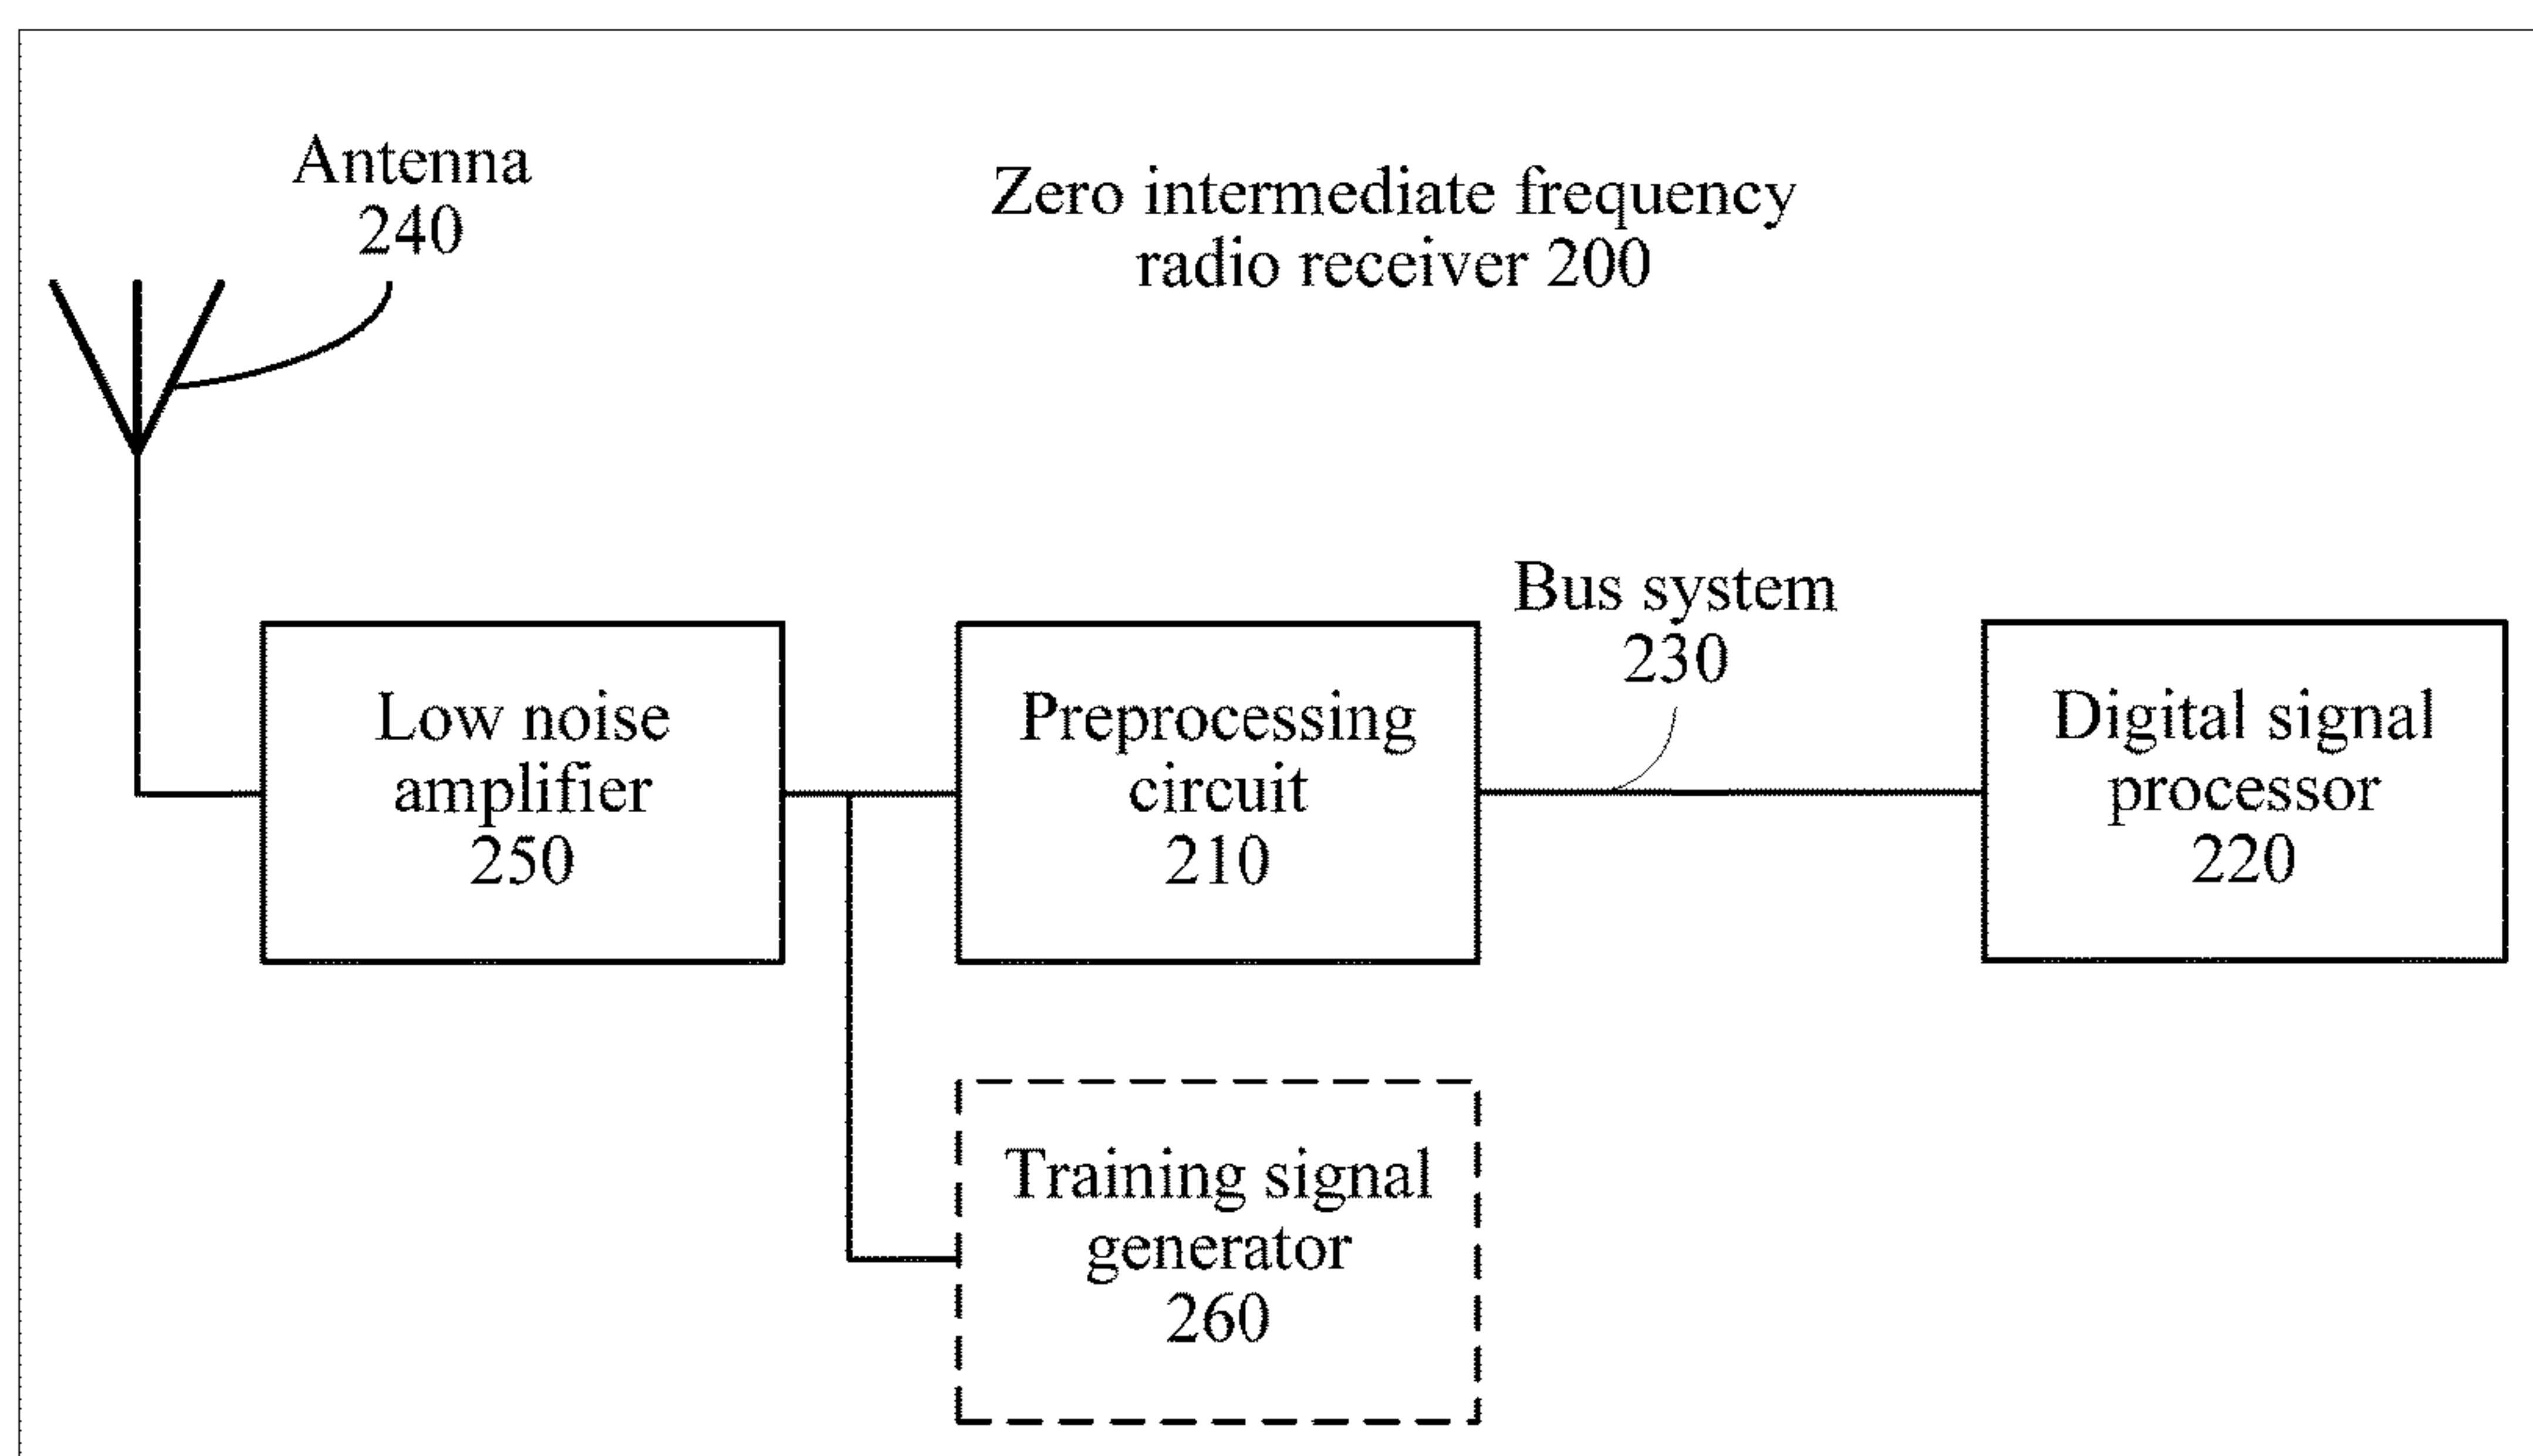 Antenna
240
Zero intermediate frequency
radio receiver 200
Bus system
230
Low noise
amplifier
250
Preprocessing
circuit
210
Digital signal
processor
220
Training signal
generator
260